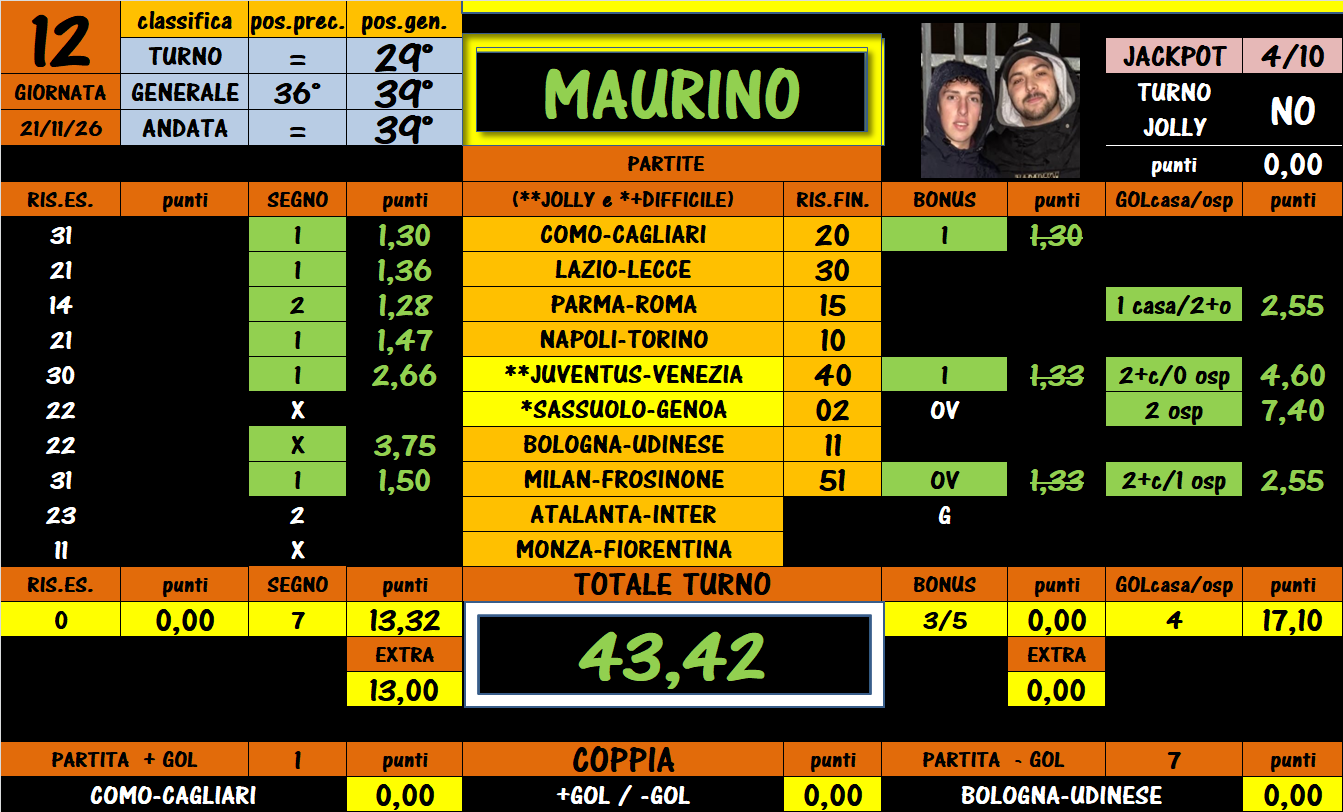 12 classifica pos.prec. pos.gen.
TURNO = 29°
GIORNATA GENERALE 36° 39°
21/11/26 ANDATA = 39°
MAURINO
JACKPOT 4/10
TURNO JOLLY NO
punti 0,00
PARTITE
RIS.ES. punti SEGNO punti (**JOLLY e *+DIFFICILE) RIS.FIN. BONUS punti GOLcasa/osp punti
31 1 1,30 COMO-CAGLIARI 20 1 1,30
21 1 1,36 LAZIO-LECCE 30
14 2 1,28 PARMA-ROMA 15 1 casa/2+o 2,55
21 1 1,47 NAPOLI-TORINO 10
30 1 2,66 **JUVENTUS-VENEZIA 40 1 1,33 2+c/0 osp 4,60
22 X *SASSUOLO-GENOA 02 OV 2 osp 7,40
22 X 3,75 BOLOGNA-UDINESE 11
31 1 1,50 MILAN-FROSINONE 51 OV 1,33 2+c/1 osp 2,55
23 2 ATALANTA-INTER G
11 X MONZA-FIORENTINA
RIS.ES. punti SEGNO punti TOTALE TURNO BONUS punti GOLcasa/osp punti
0 0,00 7 13,32 43,42 3/5 0,00 4 17,10
EXTRA EXTRA
13,00 0,00
PARTITA + GOL 1 punti COPPIA punti PARTITA - GOL 7 punti
COMO-CAGLIARI 0,00 +GOL / -GOL 0,00 BOLOGNA-UDINESE 0,00